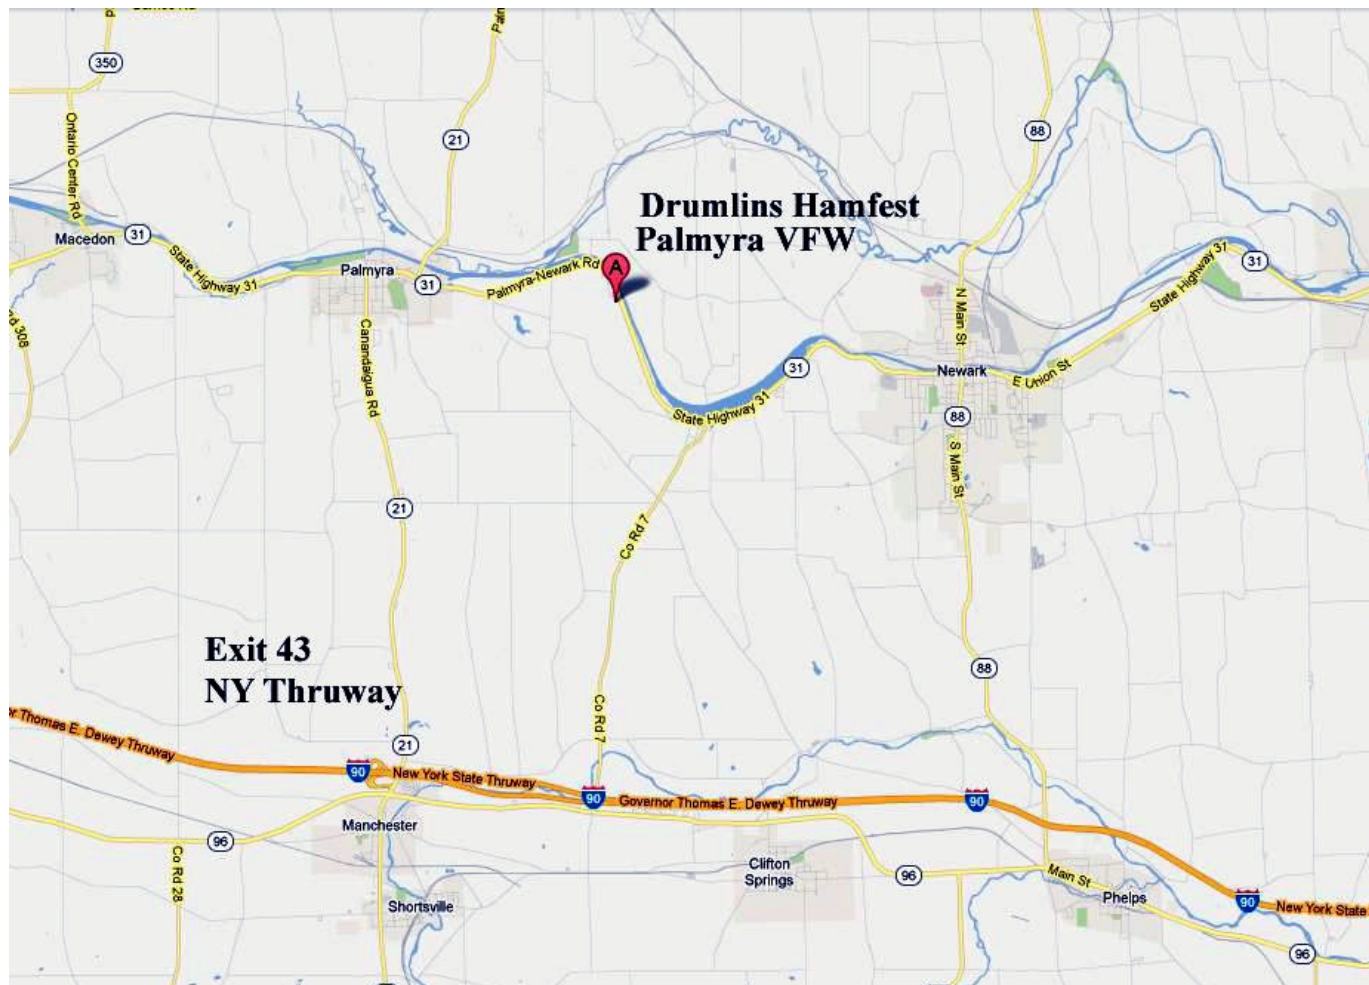 350
Ontario Center Rd
21
88
Drumlins Hamfest
Palmyra VFW
Macedon
31
State Highway 31
Palmyra
31
Palmyra-Newark Rd
A
N Main St
State Highway 31
31
Rd 308
Canandaigua Rd
31
State Highway 31
Newark
E Union St
88
S Main St
21
Co Rd 7
Exit 43
NY Thruway
88
Co Rd 7
or Thomas E. Dewey Thruway
21
90
New York State Thruway
90
Governor Thomas E. Dewey Thruway
90
Manchester
96
Co Rd 28
Clifton
Springs
96
Main St
Phelps
90
New York State
Shortsville
96